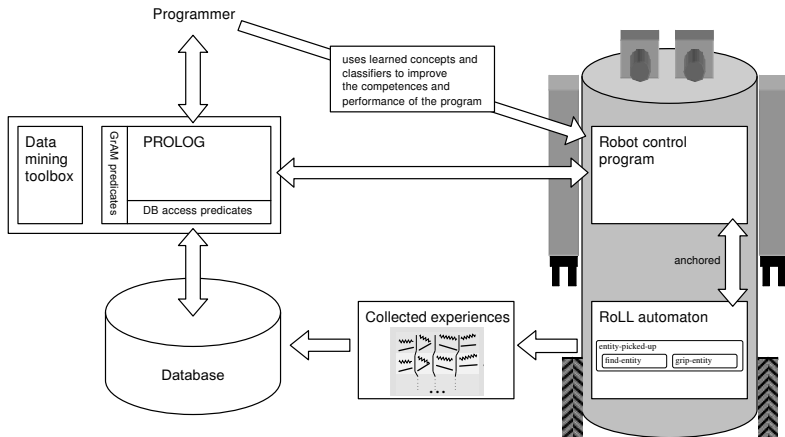 Programmer
uses learned concepts and
classifiers to improve
the competences and
performance of the program
Data
mining
toolbox
GrAM predicates
PROLOG
DB access predicates
Robot control
program
anchored
Collected experiences
RoLL automaton
entity-picked-up
find-entity
grip-entity
Database